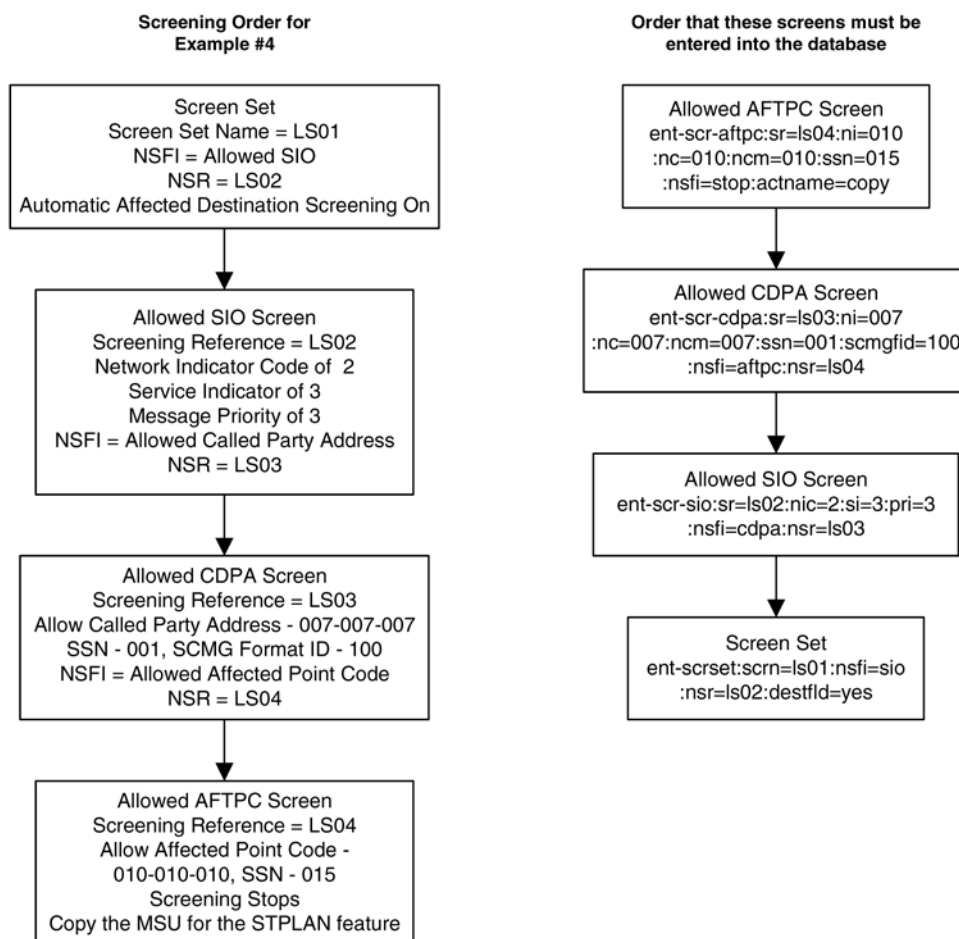 Screening Order for
Example #4
Screen Set
Screen Set Name = LS01
NSFI = Allowed SIO
NSR = LS02
Automatic Affected Destination Screening On
Allowed SIO Screen
Screening Reference = LS02
Network Indicator Code of 2
Service Indicator of 3
Message Priority of 3
NSFI = Allowed Called Party Address
NSR = LS03
Allowed CDPA Screen
Screening Reference = LS03
Allow Called Party Address - 007-007-007
SSN - 001, SCMG Format ID - 100
NSFI = Allowed Affected Point Code
NSR = LS04
Allowed AFTPC Screen
Screening Reference = LS04
Allow Affected Point Code -
010-010-010, SSN - 015
Screening Stops
Copy the MSU for the STPLAN feature
Order that these screens must be
entered into the database
Allowed AFTPC Screen
ent-scr-aftpc:sr=ls04:ni=010
:nc=010:ncm=010:ssn=015
:nsfi=stop:actname=copy
Allowed CDPA Screen
ent-scr-cdpa:sr=ls03:ni=007
:nc=007:ncm=007:ssn=001:scmgfid=100
:nsfi=aftpc:nsr=ls04
Allowed SIO Screen
ent-scr-sio:sr=ls02:nic=2:si=3:pri=3
:nsfi=cdpa:nsr=ls03
Screen Set
ent-scrset:scrn=ls01:nsfi=sio
:nsr=ls02:destfld=yes